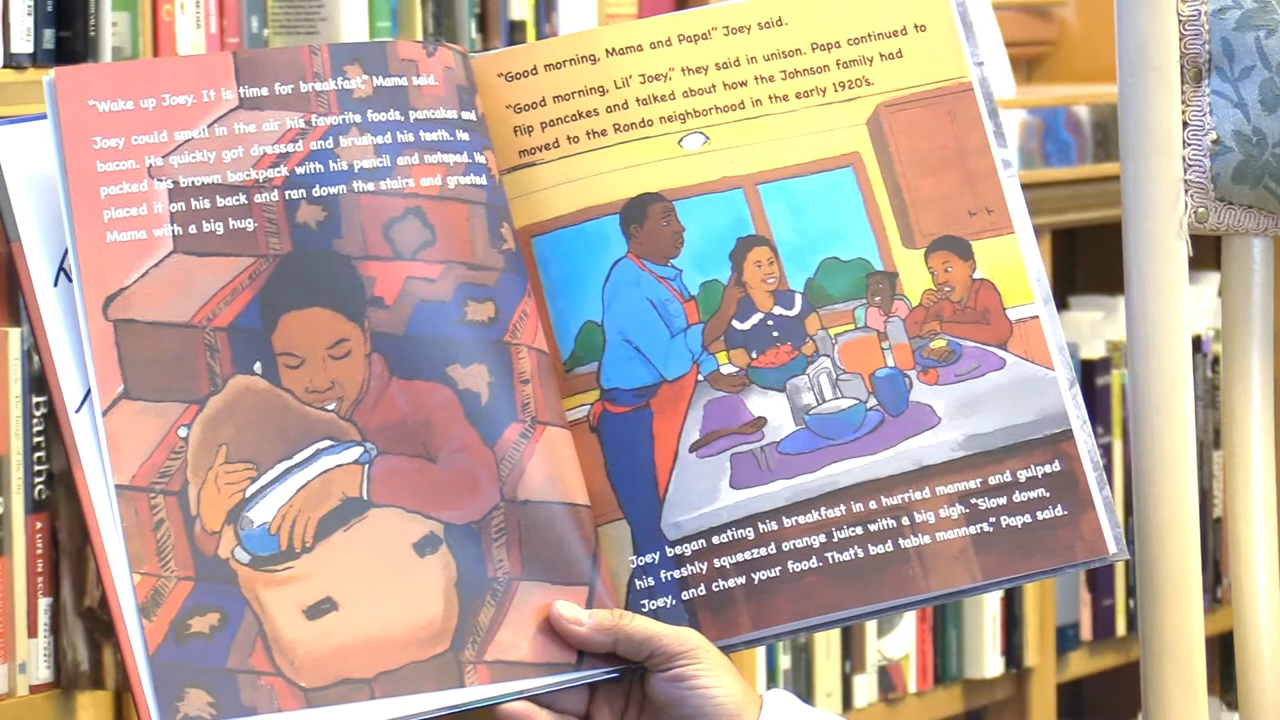 "Wake up Joey. It is time for breakfast," Mama said.
Joey could smell in the air his favorite foods, pancakes and
bacon. He quickly got dressed and brushed his teeth. He
packed his brown backpack with his pencil and notepad. He
placed it on his back and ran down the stairs and greeted
Mama with a big hug.
"Good morning, Mama and Papa!" Joey said.
"Good morning, Lil' Joey," they said in unison. Papa continued to
flip pancakes and talked about how the Johnson family had
moved to the Rondo neighborhood in the early 1920's.
Joey began eating his breakfast in a hurried manner and gulped
his freshly squeezed orange juice with a big sigh. "Slow down,
Joey, and chew your food. That's bad table manners," Papa said.
Barthe
A LIFE IN